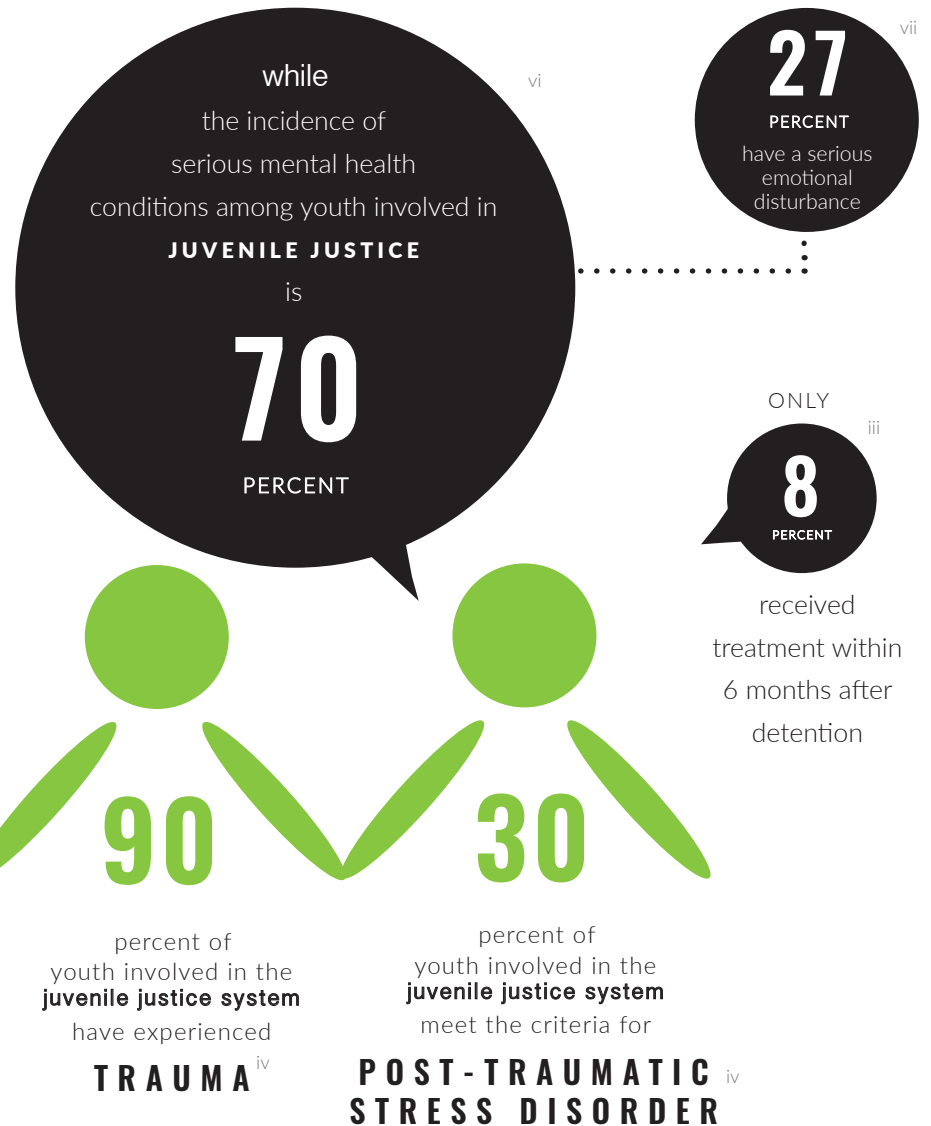 while
the incidence of
serious mental health
conditions among youth involved in
JUVENILE JUSTICE
is
70
PERCENT
vi
27
PERCENT
have a serious
emotional
disturbance
vii
ONLY
8
PERCENT
iii
received
treatment within
6 months after
detention
90
percent of
youth involved in the
juvenile justice system
have experienced
TRAUMA iv
30
percent of
youth involved in the
juvenile justice system
meet the criteria for
POST-TRAUMATIC iv
STRESS DISORDER